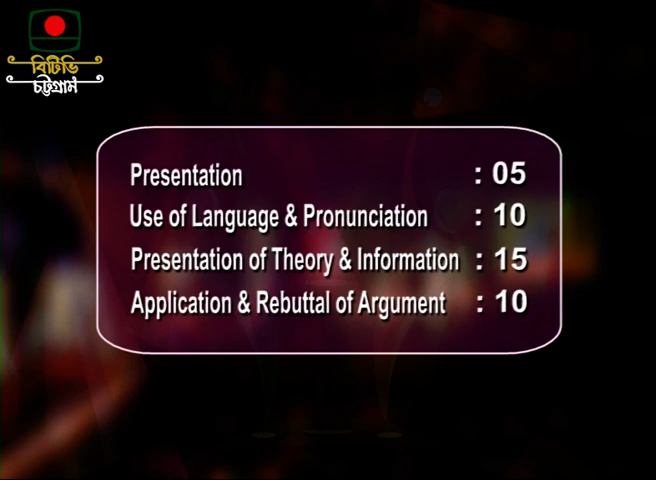 বিটিভি
চট্টগ্রাম
Presentation : 05
Use of Language & Pronunciation : 10
Presentation of Theory & Information : 15
Application & Rebuttal of Argument : 10